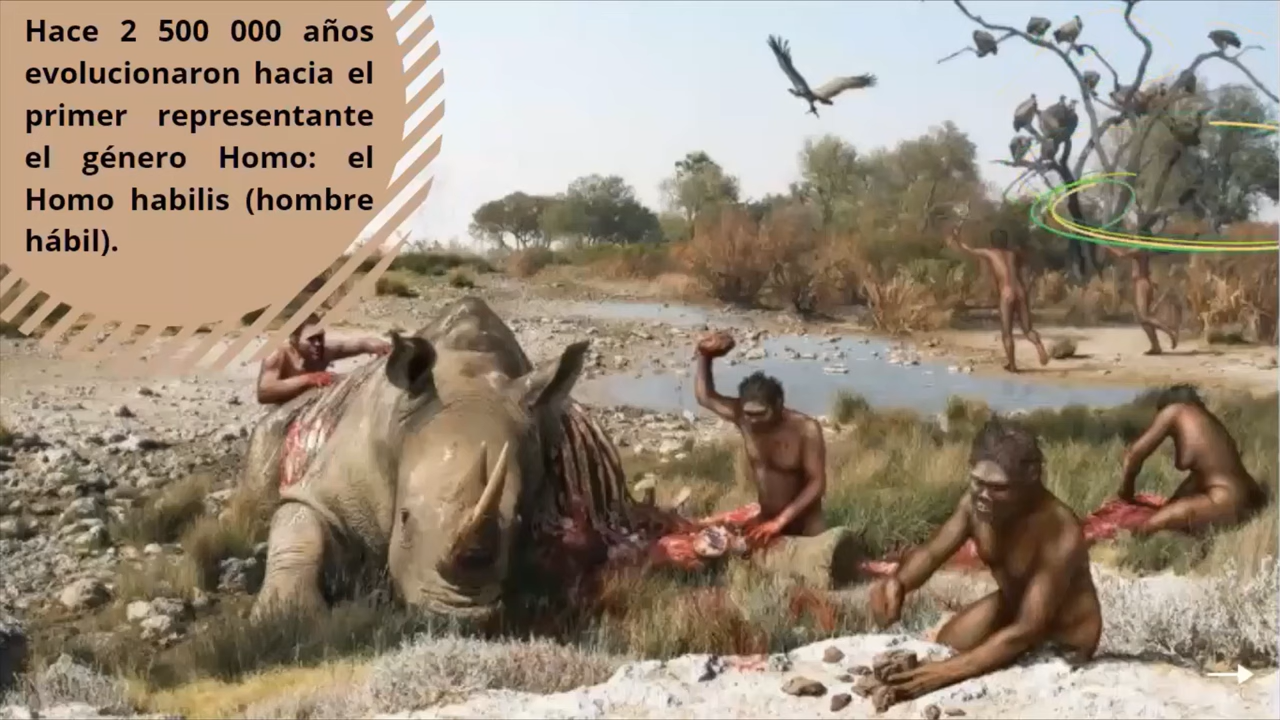 Hace 2 500 000 años
evolucionaron hacia el
primer representante
el género Homo: el
Homo habilis (hombre
hábil).